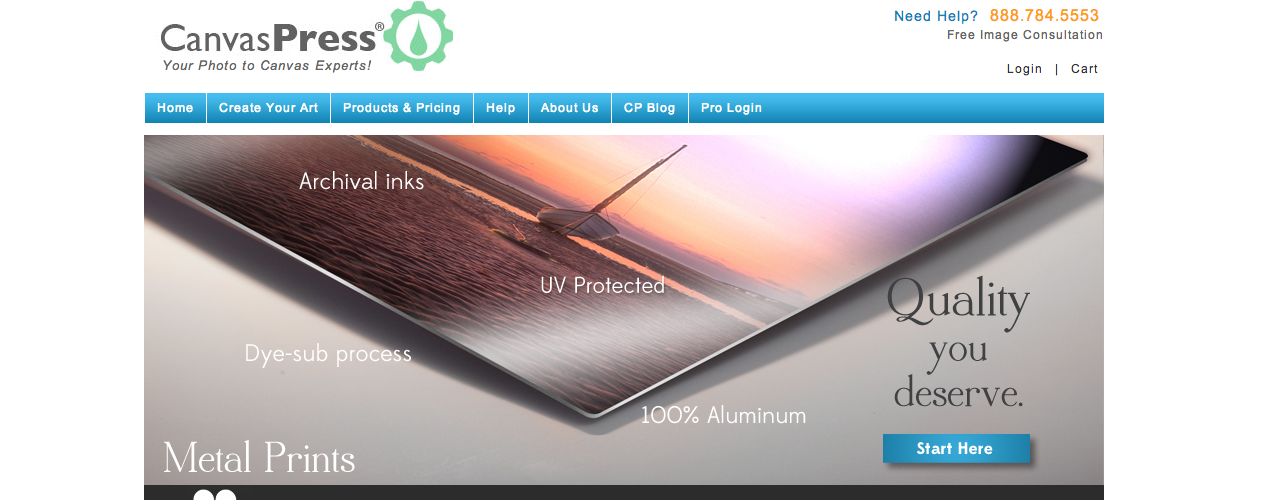 CanvasPress®
Your Photo to Canvas Experts!
Need Help? 888.784.5553
Free Image Consultation
Login | Cart
Home
Create Your Art
Products & Pricing
Help
About Us
CP Blog
Pro Login
Archival inks
UV Protected
Dye-sub process
100% Aluminum
Metal Prints
Quality
you
deserve.
Start Here